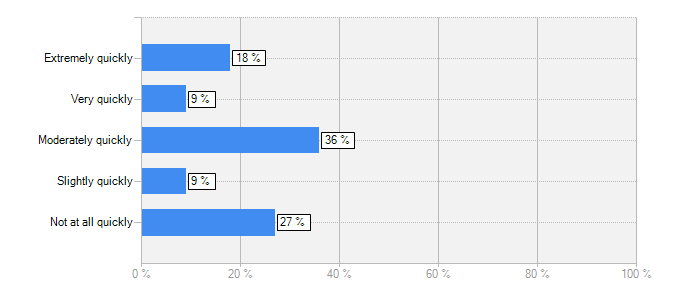 Extremely quickly 18 %
Very quickly 9 %
Moderately quickly 36 %
Slightly quickly 9 %
Not at all quickly 27 %
0 % 20 % 40 % 60 % 80 % 100 %